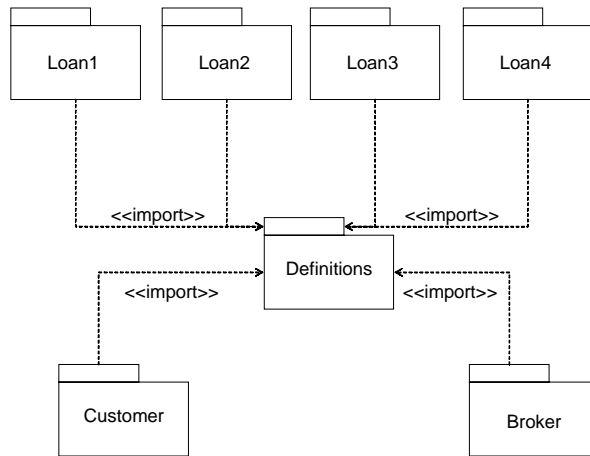 Loan1
Loan2
Loan3
Loan4
<<import>>
<<import>>
Definitions
<<import>>
<<import>>
Customer
Broker